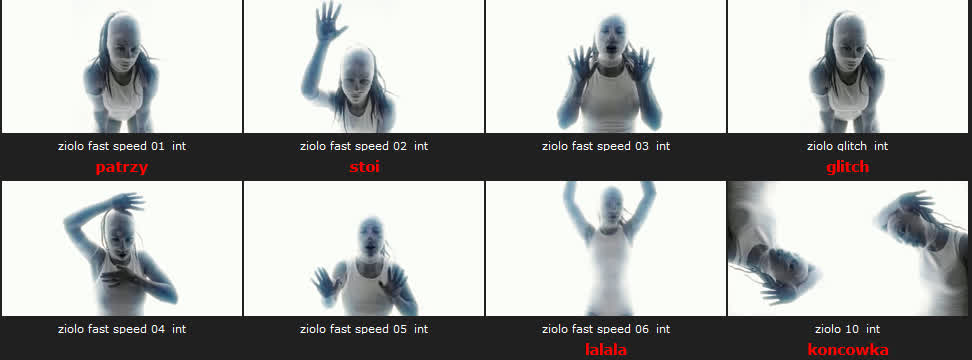 ziolo fast speed 01 int
ziolo fast speed 02 int
ziolo fast speed 03 int
ziolo glitch int
patrzy
stoi
glitch
ziolo fast speed 04 int
ziolo fast speed 05 int
ziolo fast speed 06 int
ziolo 10 int
lalala
koncowka